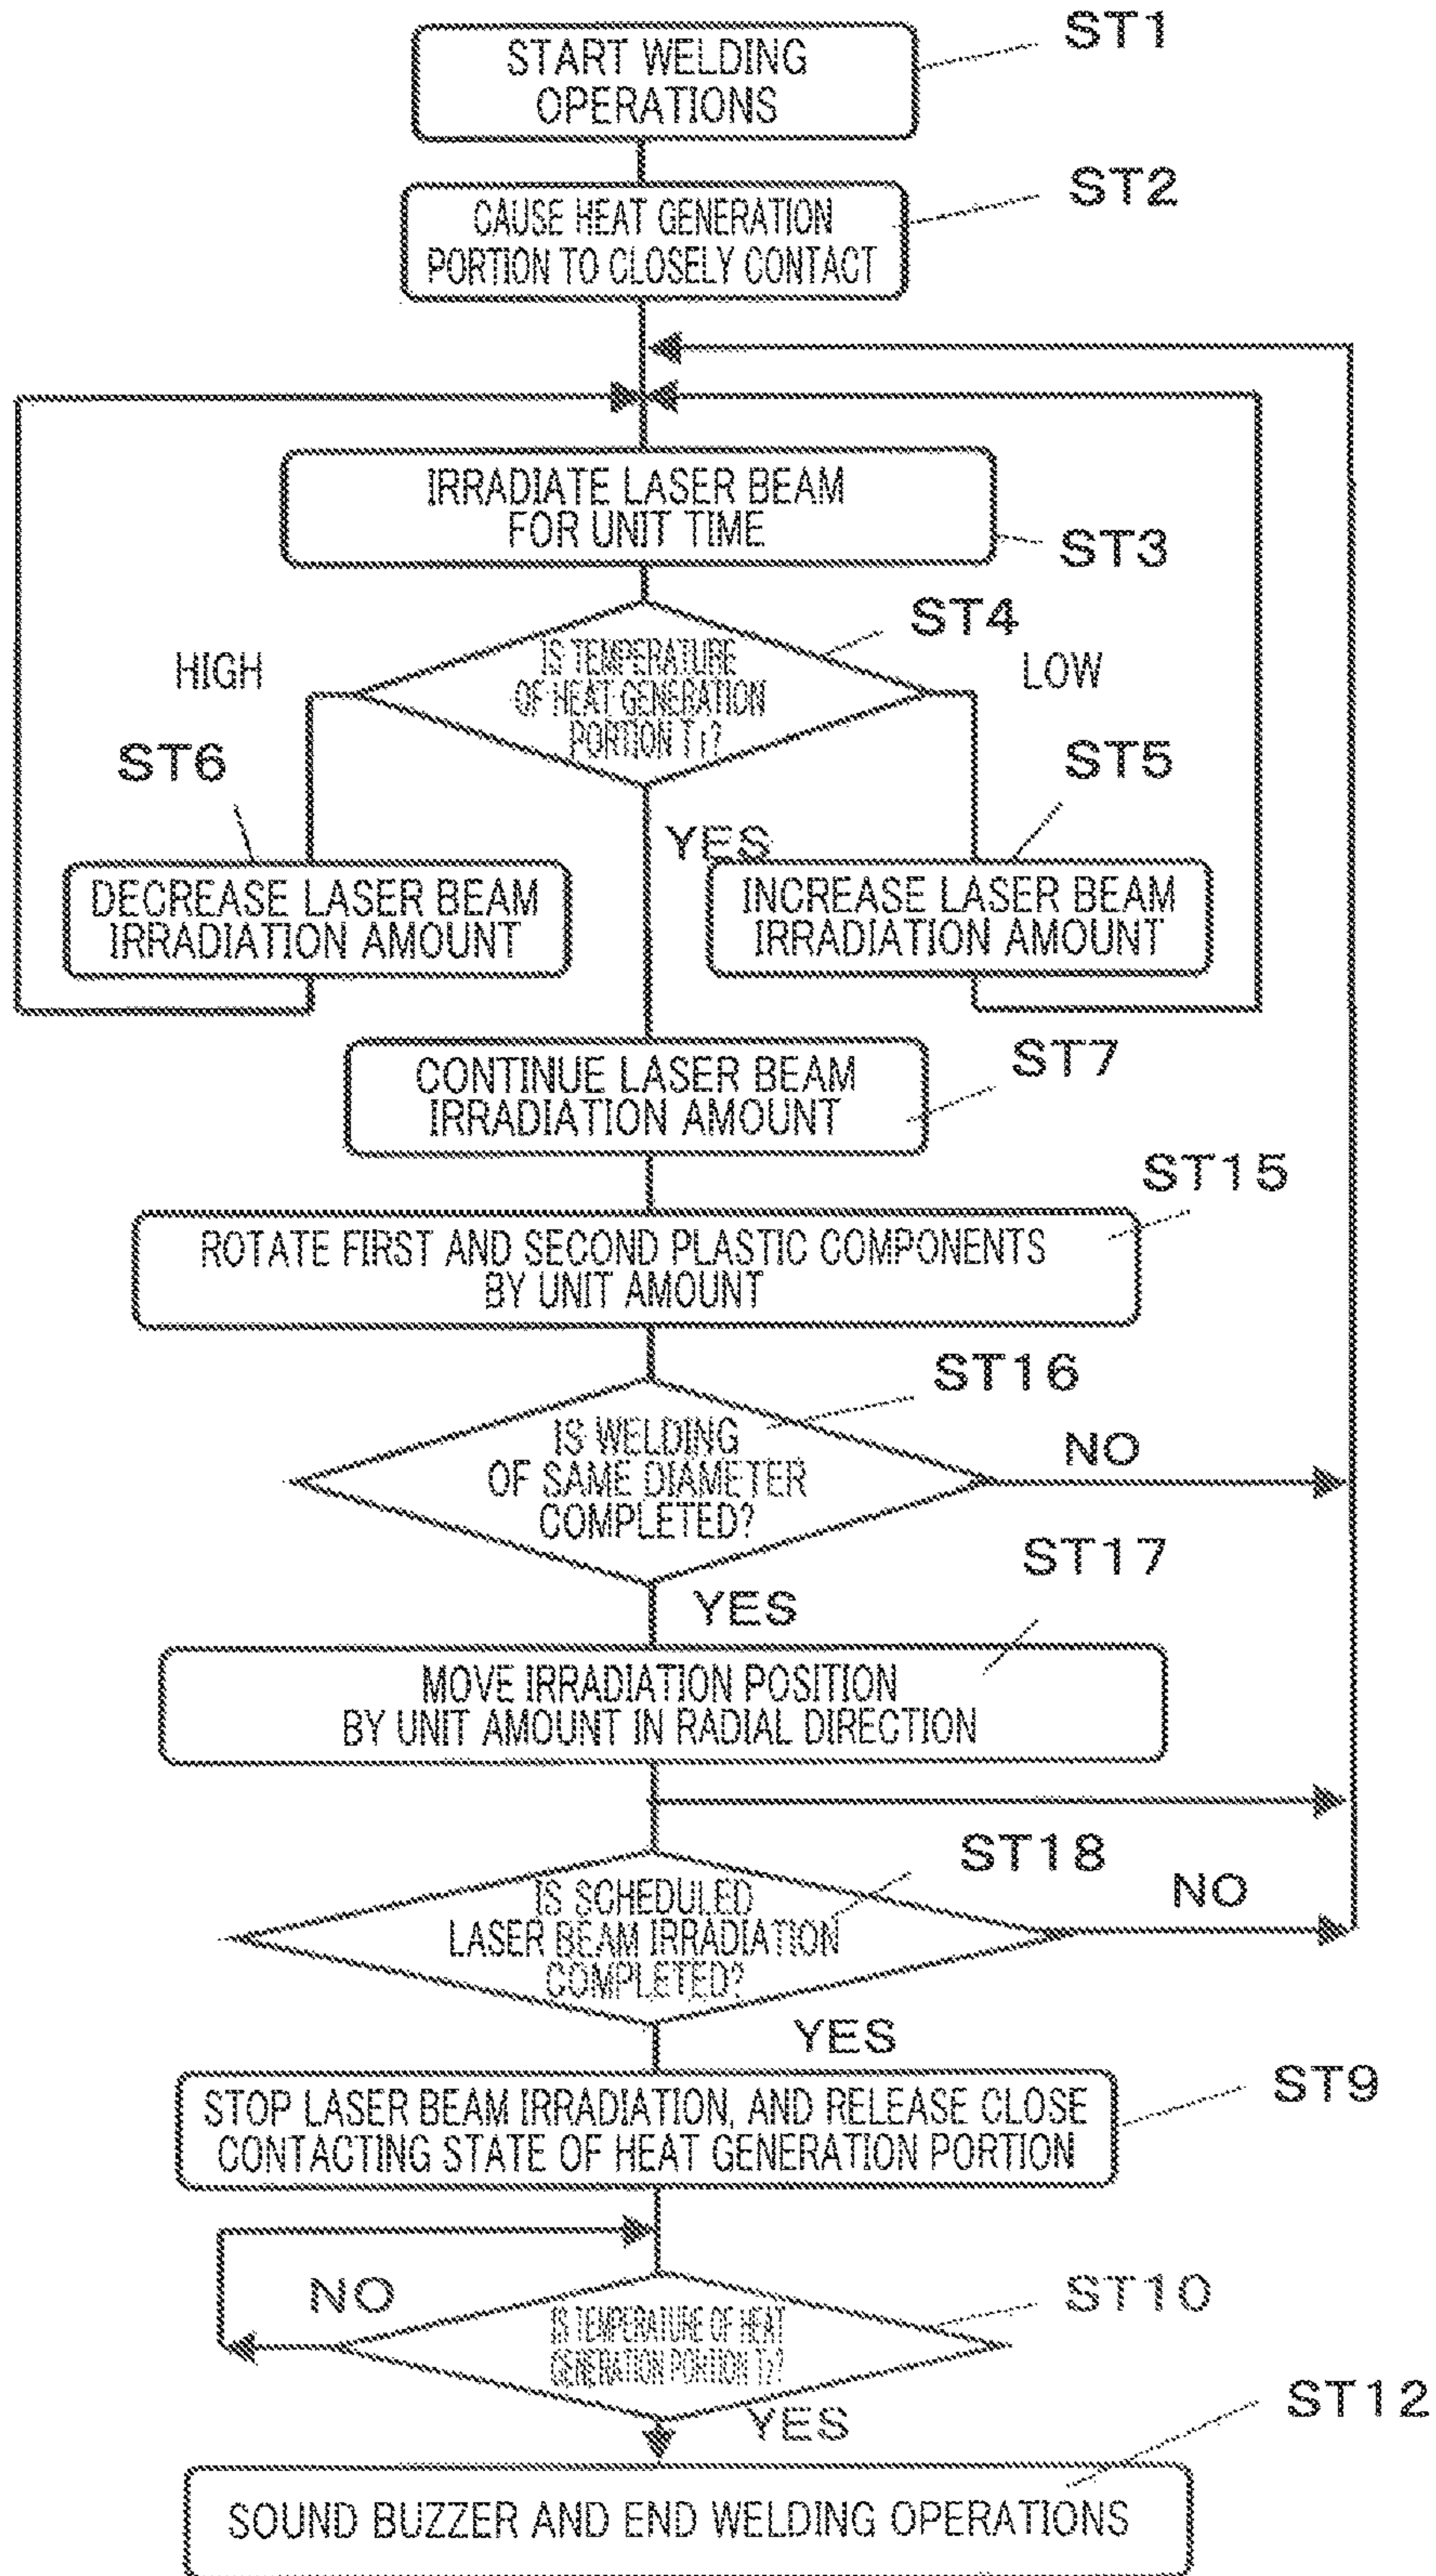 ST1
START WELDING
OPERATIONS
ST2
CAUSE HEAT GENERATION
PORTION TO CLOSELY CONTACT
IRRADIATE LASER BEAM
FOR UNIT TIME
ST3
ST4
HIGH
IS TEMPERATURE
OF HEAT GENERATION
PORTION T1?
LOW
ST6
ST5
YES
DECREASE LASER BEAM
IRRADIATION AMOUNT
INCREASE LASER BEAM
IRRADIATION AMOUNT
ST7
CONTINUE LASER BEAM
IRRADIATION AMOUNT
ST15
ROTATE FIRST AND SECOND PLASTIC COMPONENTS
BY UNIT AMOUNT
ST16
IS WELDING
OF SAME DIAMETER
COMPLETED?
NO
ST17
YES
MOVE IRRADIATION POSITION
BY UNIT AMOUNT IN RADIAL DIRECTION
ST18
IS SCHEDULED
LASER BEAM IRRADIATION
COMPLETED?
NO
YES
ST9
STOP LASER BEAM IRRADIATION, AND RELEASE CLOSE
CONTACTING STATE OF HEAT GENERATION PORTION
NO
ST10
IS TEMPERATURE OF HEAT
GENERATION PORTION T2?
YES
ST12
SOUND BUZZER AND END WELDING OPERATIONS